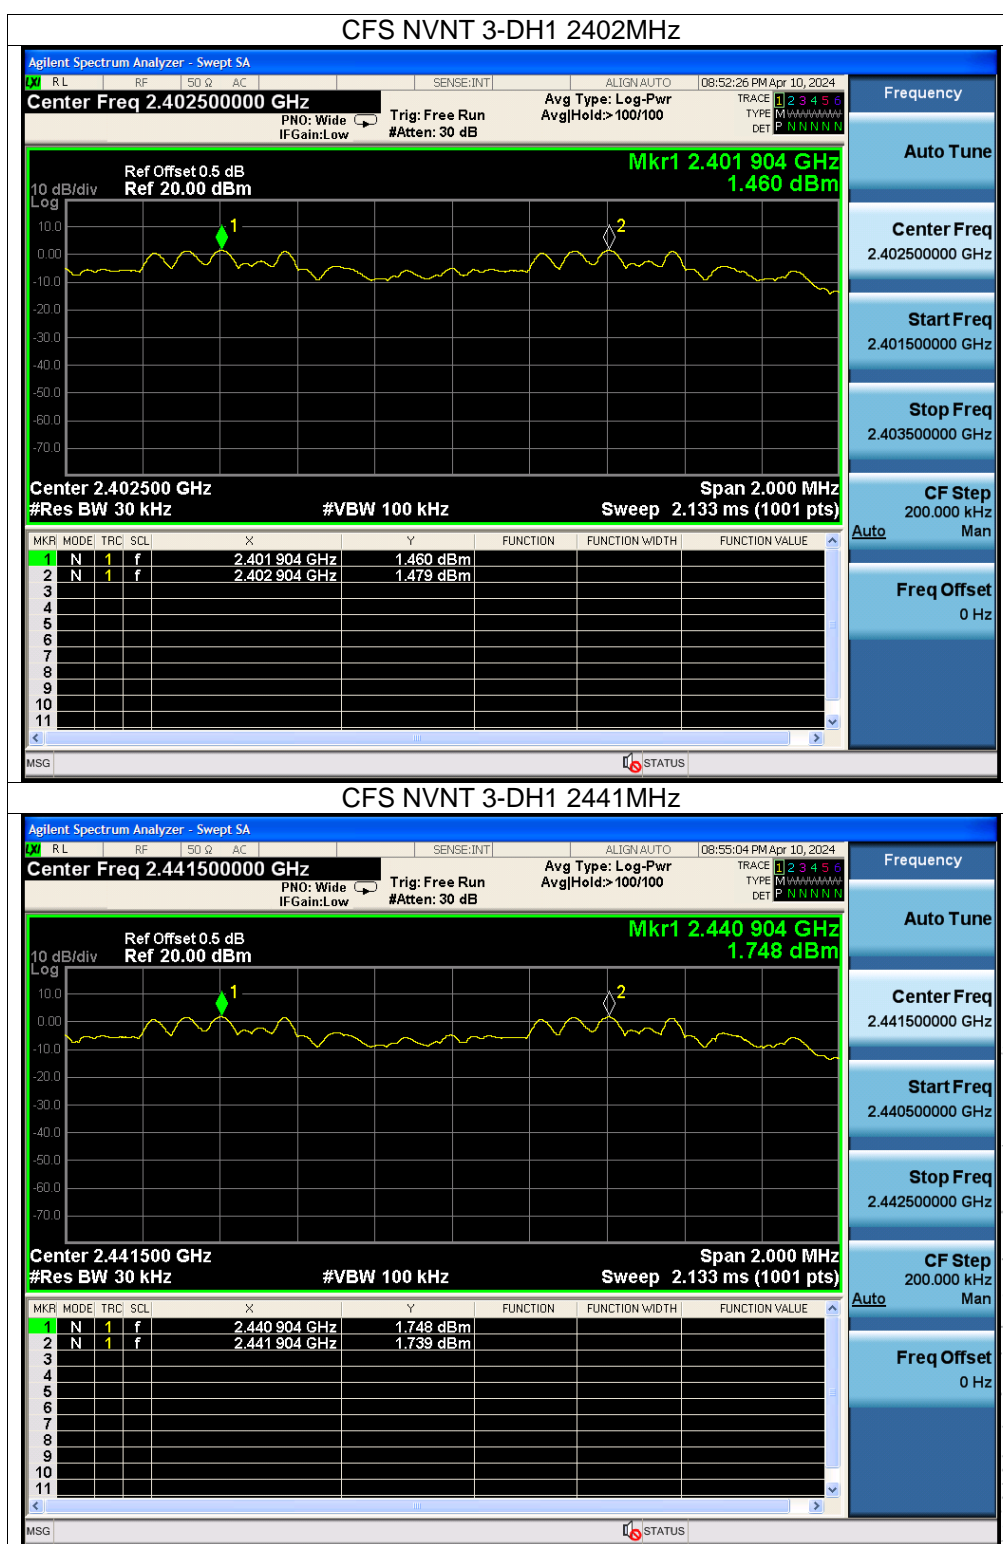 CFS NVNT 3-DH1 2402MHz
Agilent Spectrum Analyzer - Swept SA
LXI RL RF 50 Ω AC SENSE:INT ALIGN AUTO 08:52:26 PM Apr 10, 2024
Center Freq 2.402500000 GHz
PNO: Wide
IFGain:Low
Trig: Free Run
#Atten: 30 dB
Avg Type: Log-Pwr
Avg|Hold:>100/100
TRACE 1 2 3 4 5 6
TYPE M W W W W W
DET P N N N N N
Frequency
Auto Tune
Center Freq
2.402500000 GHz
Start Freq
2.401500000 GHz
Stop Freq
2.403500000 GHz
CF Step
200.000 kHz
Auto Man
Freq Offset
0 Hz
Mkr1 2.401 904 GHz
1.460 dBm
Ref Offset 0.5 dB
10 dB/div Ref 20.00 dBm
Log
10.0
0.00
-10.0
-20.0
-30.0
-40.0
-50.0
-60.0
-70.0
1
2
Center 2.402500 GHz Span 2.000 MHz
#Res BW 30 kHz #VBW 100 kHz Sweep 2.133 ms (1001 pts)
MKR MODE TRC SCL X Y FUNCTION FUNCTION WIDTH FUNCTION VALUE
1 N 1 f 2.401 904 GHz 1.460 dBm
2 N 1 f 2.402 904 GHz 1.479 dBm
3
4
5
6
7
8
9
10
11
MSG STATUS
CFS NVNT 3-DH1 2441MHz
Agilent Spectrum Analyzer - Swept SA
LXI RL RF 50 Ω AC SENSE:INT ALIGN AUTO 08:55:04 PM Apr 10, 2024
Center Freq 2.441500000 GHz
PNO: Wide
IFGain:Low
Trig: Free Run
#Atten: 30 dB
Avg Type: Log-Pwr
Avg|Hold:>100/100
TRACE 1 2 3 4 5 6
TYPE M W W W W W
DET P N N N N N
Frequency
Auto Tune
Center Freq
2.441500000 GHz
Start Freq
2.440500000 GHz
Stop Freq
2.442500000 GHz
CF Step
200.000 kHz
Auto Man
Freq Offset
0 Hz
Mkr1 2.440 904 GHz
1.748 dBm
Ref Offset 0.5 dB
10 dB/div Ref 20.00 dBm
Log
10.0
0.00
-10.0
-20.0
-30.0
-40.0
-50.0
-60.0
-70.0
1
2
Center 2.441500 GHz Span 2.000 MHz
#Res BW 30 kHz #VBW 100 kHz Sweep 2.133 ms (1001 pts)
MKR MODE TRC SCL X Y FUNCTION FUNCTION WIDTH FUNCTION VALUE
1 N 1 f 2.440 904 GHz 1.748 dBm
2 N 1 f 2.441 904 GHz 1.739 dBm
3
4
5
6
7
8
9
10
11
MSG STATUS